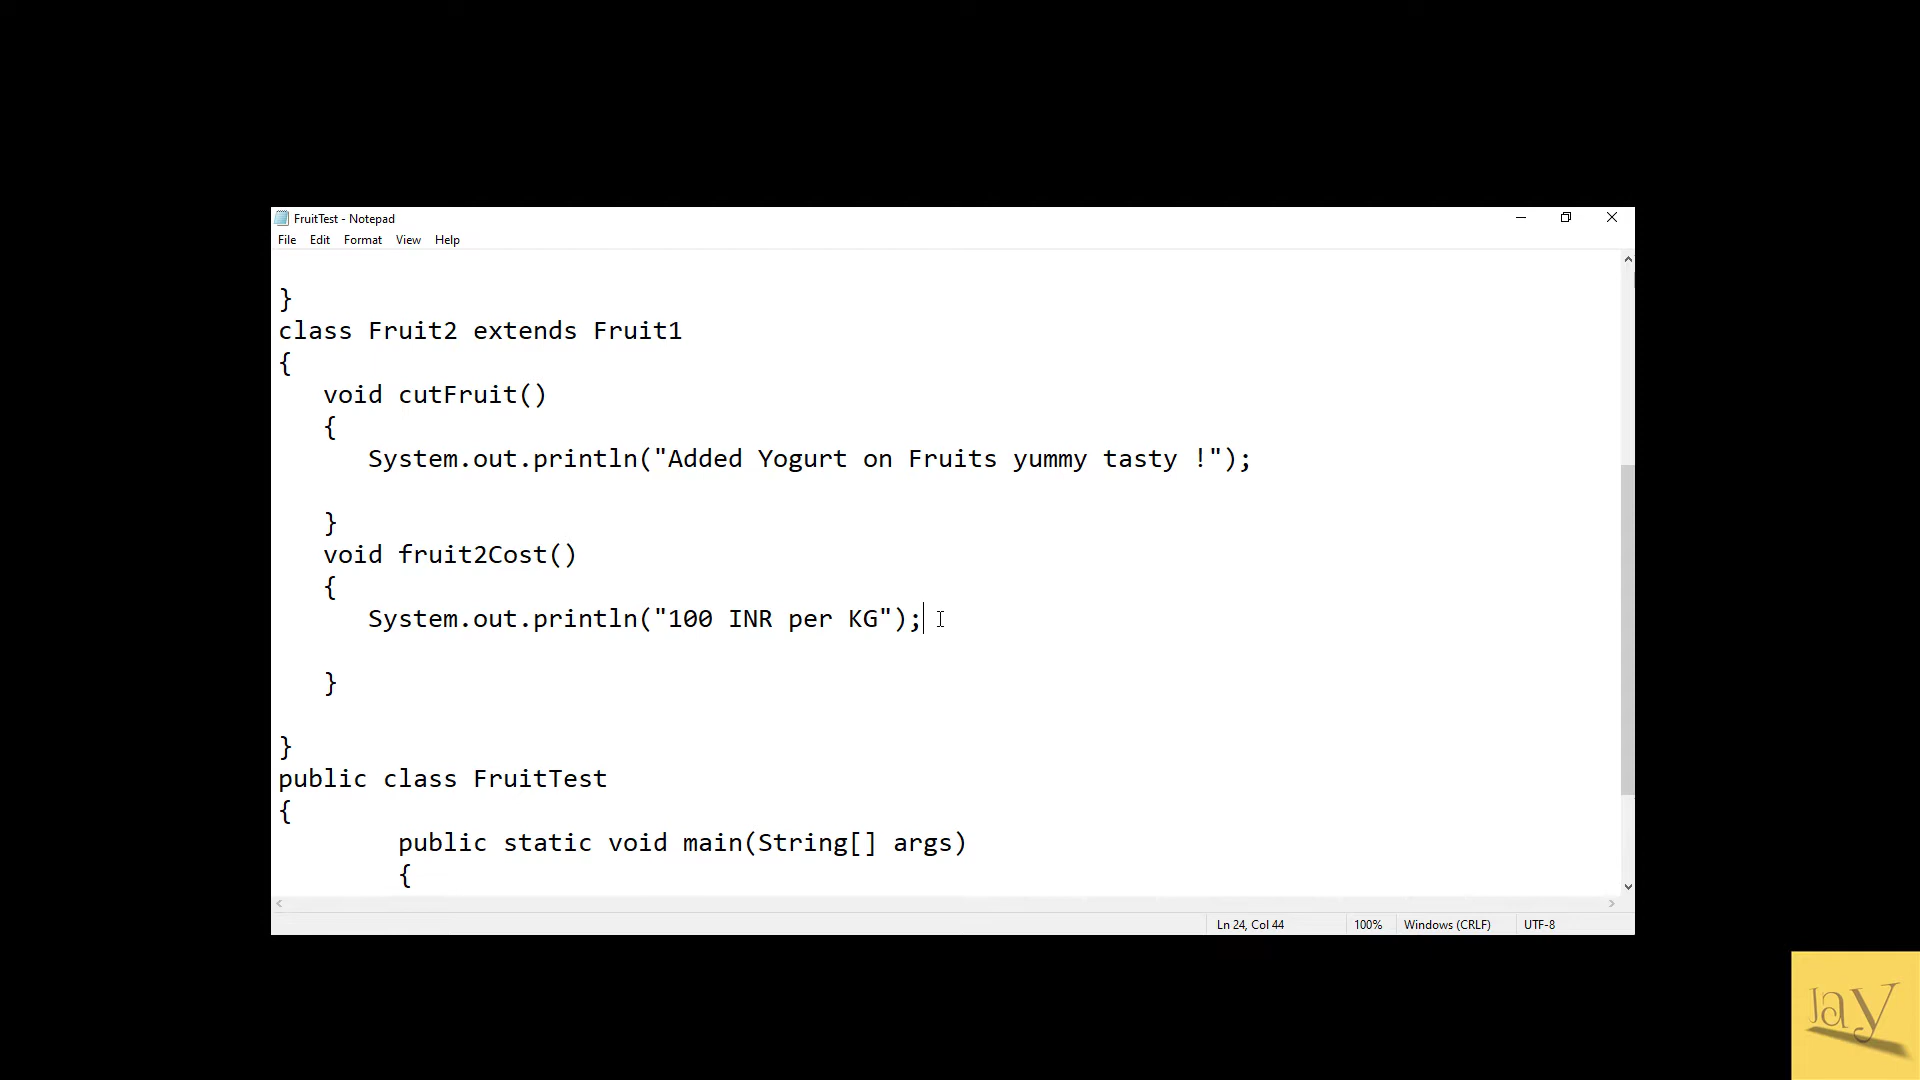 FruitTest - Notepad
File Edit Format View Help
}
class Fruit2 extends Fruit1
{
void cutFruit()
{
System.out.println("Added Yogurt on Fruits yummy tasty !");
}
void fruit2Cost()
{
System.out.println("100 INR per KG");
}
}
public class FruitTest
{
public static void main(String[] args)
{
Ln 24, Col 44 100% Windows (CRLF) UTF-8
Jay